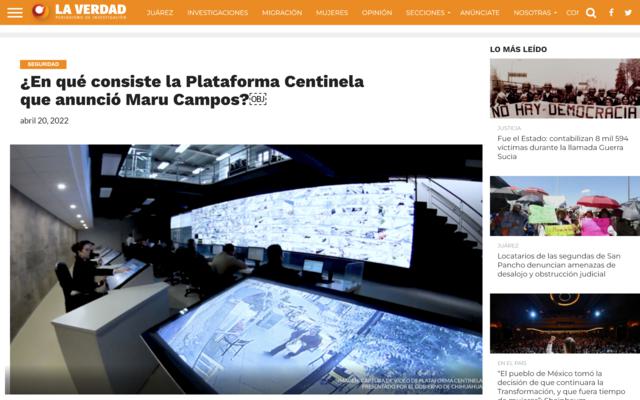 LA VERDAD
PERIODISMO DE INVESTIGACIÓN
JUÁREZ
INVESTIGACIONES
MIGRACIÓN
MUJERES
OPINIÓN
SECCIONES
ANÚNCIATE
NOSOTRAS
CON
SEGURIDAD
¿En qué consiste la Plataforma Centinela
que anunció Maru Campos?￼
abril 20, 2022
IMAGEN: CAPTURA DE VIDEO DE PLATAFORMA CENTINELA
PRESENTADO POR EL GOBIERNO DE CHIHUAHUA
LO MÁS LEÍDO
NO HAY DEMOCRACIA
JUSTICIA
Fue el Estado: contabilizan 8 mil 594
víctimas durante la llamada Guerra
Sucia
JUÁREZ
Locatarios de las segundas de San
Pancho denuncian amenazas de
desalojo y obstrucción judicial
EN EL PAÍS
"El pueblo de México tomó la
decisión de que continuara la
Transformación, y que fuera tiempo
de mujeres": Sheinbaum